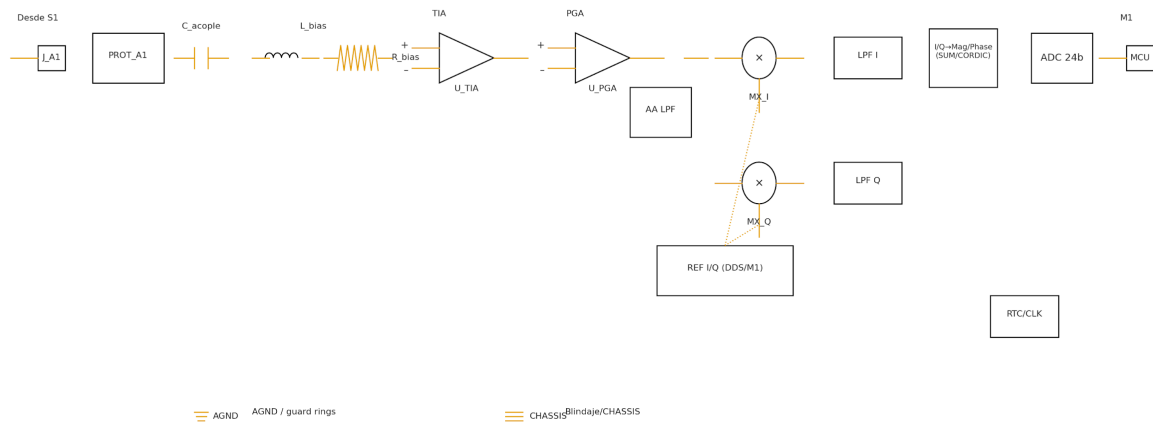 Desde S1
C_acople
L_bias
TIA
PGA
M1
J_A1
PROT_A1
+
–
R_bias
U_TIA
+
–
U_PGA
AA LPF
×
MX_I
LPF I
I/Q→Mag/Phase
(SUM/CORDIC)
ADC 24b
MCU
×
MX_Q
LPF Q
REF I/Q (DDS/M1)
RTC/CLK
AGND
AGND / guard rings
CHASSIS
Blindaje/CHASSIS